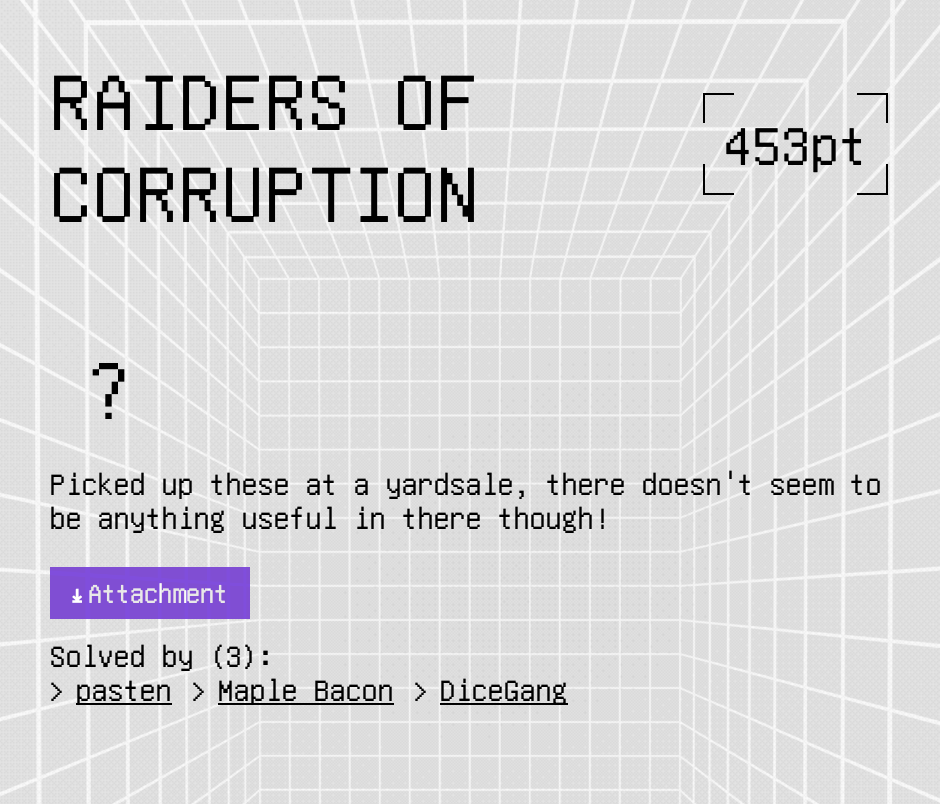 RAIDERS OF
CORRUPTION
453pt
?
Picked up these at a yardsale, there doesn't seem to
be anything useful in there though!
Attachment
Solved by (3):
> pasten > Maple Bacon > DiceGang